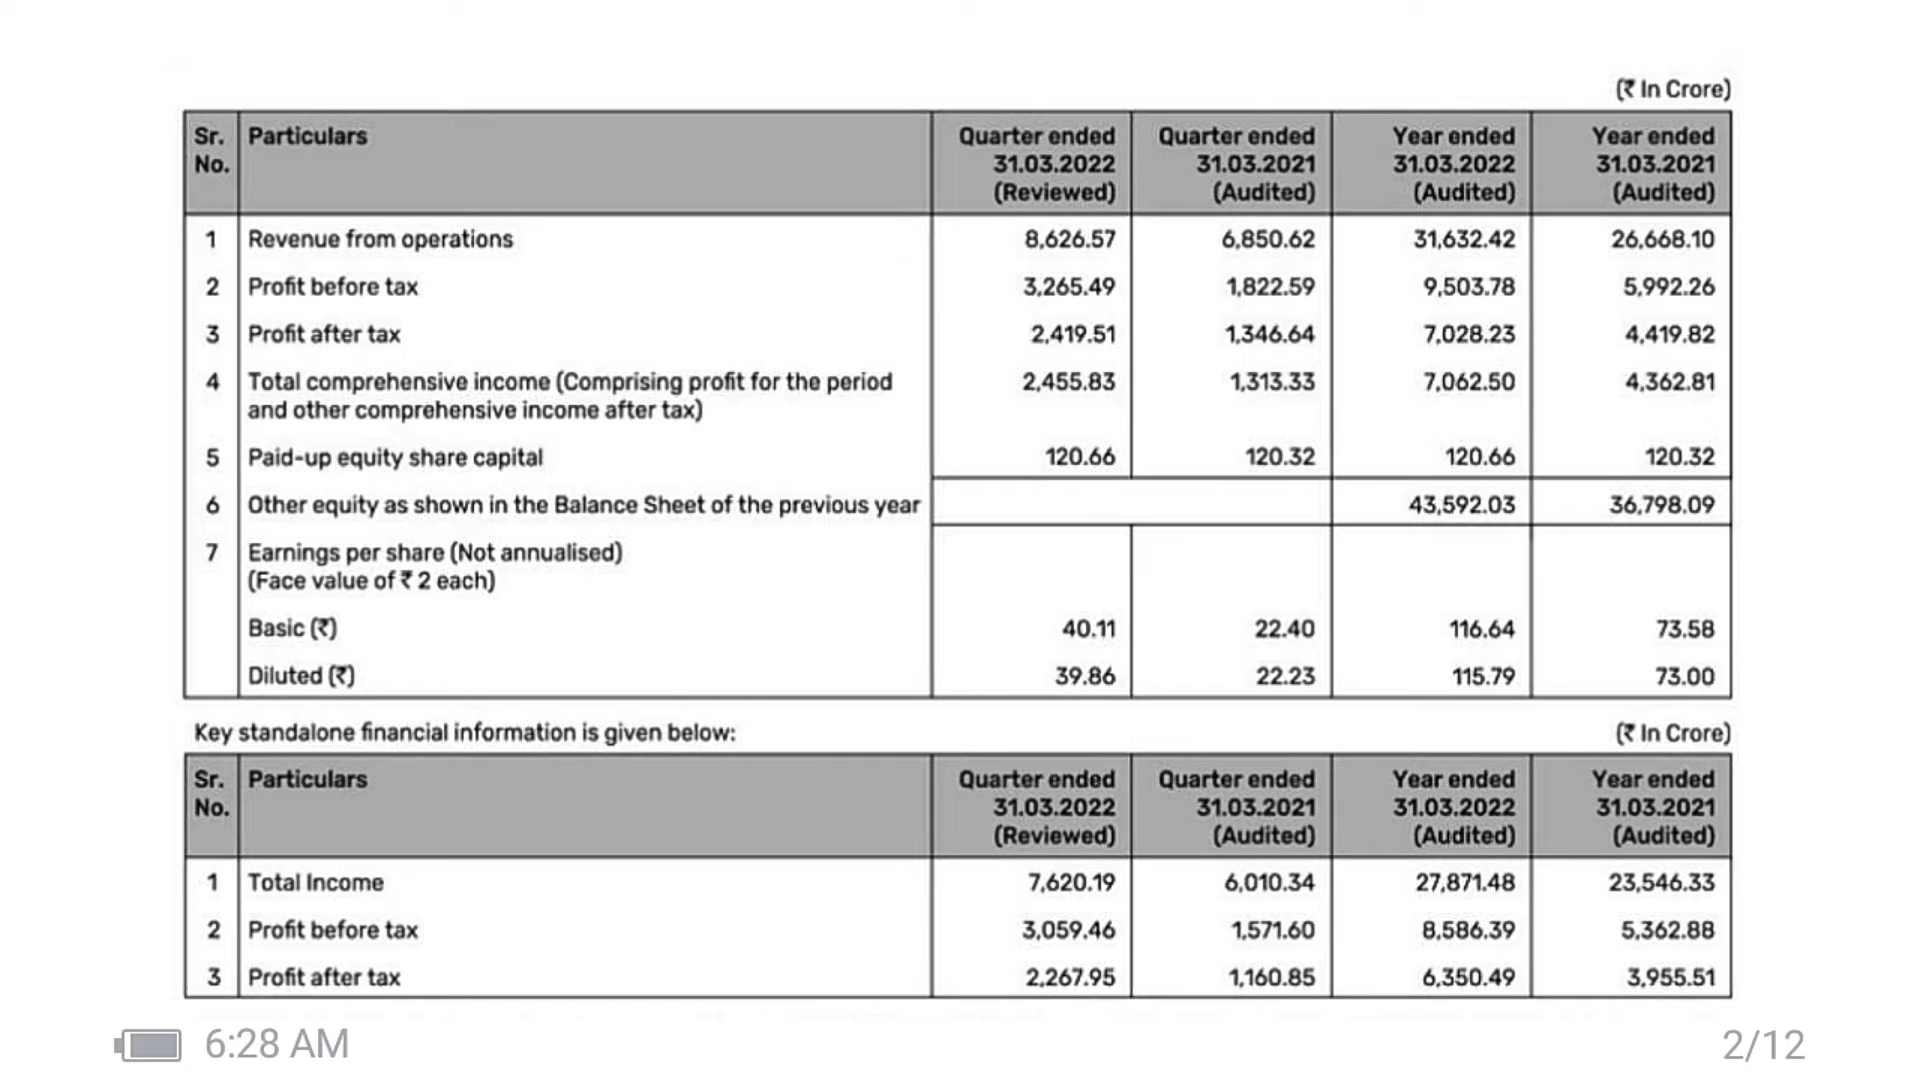 (₹ In Crore)
Sr. No. Particulars Quarter ended 31.03.2022 (Reviewed) Quarter ended 31.03.2021 (Audited) Year ended 31.03.2022 (Audited) Year ended 31.03.2021 (Audited)
1 Revenue from operations 8,626.57 6,850.62 31,632.42 26,668.10
2 Profit before tax 3,265.49 1,822.59 9,503.78 5,992.26
3 Profit after tax 2,419.51 1,346.64 7,028.23 4,419.82
4 Total comprehensive income (Comprising profit for the period 2,455.83 1,313.33 7,062.50 4,362.81
and other comprehensive income after tax)
5 Paid-up equity share capital 120.66 120.32 120.66 120.32
6 Other equity as shown in the Balance Sheet of the previous year 43,592.03 36,798.09
7 Earnings per share (Not annualised)
(Face value of ₹ 2 each)
Basic (₹) 40.11 22.40 116.64 73.58
Diluted (₹) 39.86 22.23 115.79 73.00
Key standalone financial information is given below: (₹ In Crore)
Sr. No. Particulars Quarter ended 31.03.2022 (Reviewed) Quarter ended 31.03.2021 (Audited) Year ended 31.03.2022 (Audited) Year ended 31.03.2021 (Audited)
1 Total Income 7,620.19 6,010.34 27,871.48 23,546.33
2 Profit before tax 3,059.46 1,571.60 8,586.39 5,362.88
3 Profit after tax 2,267.95 1,160.85 6,350.49 3,955.51
6:28 AM 2/12